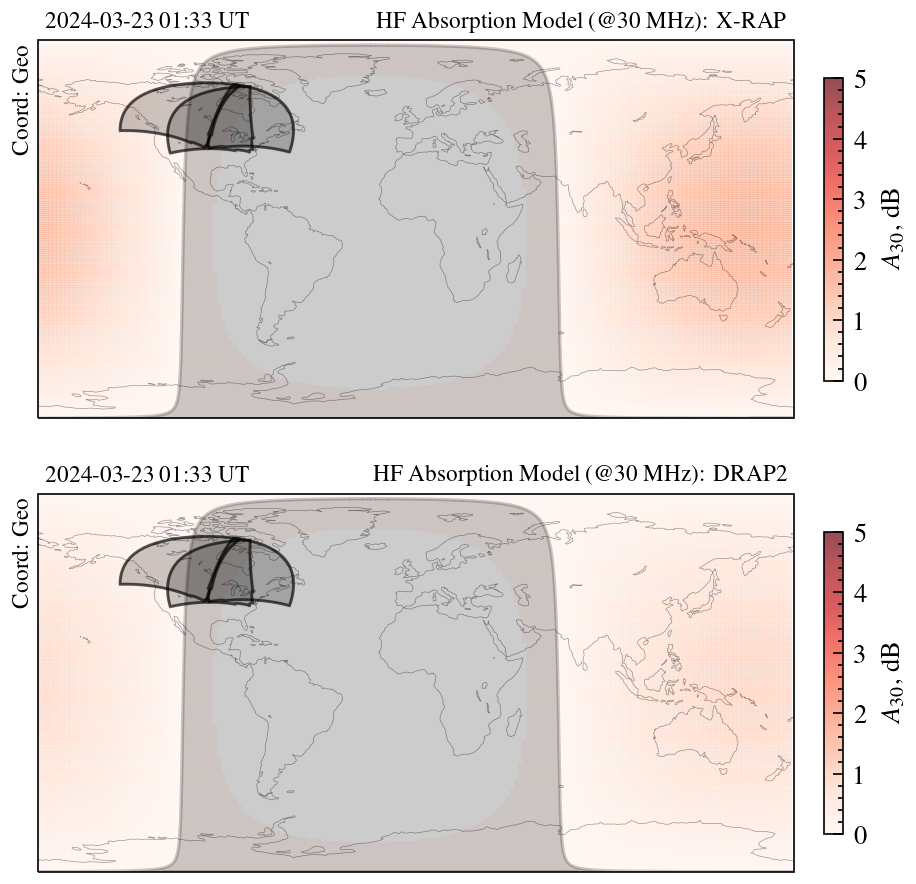 2024-03-23 01:33 UT
HF Absorption Model (@30 MHz): X-RAP
Coord: Geo
5
4
3
2
1
0
A30, dB
2024-03-23 01:33 UT
HF Absorption Model (@30 MHz): DRAP2
Coord: Geo
5
4
3
2
1
0
A30, dB